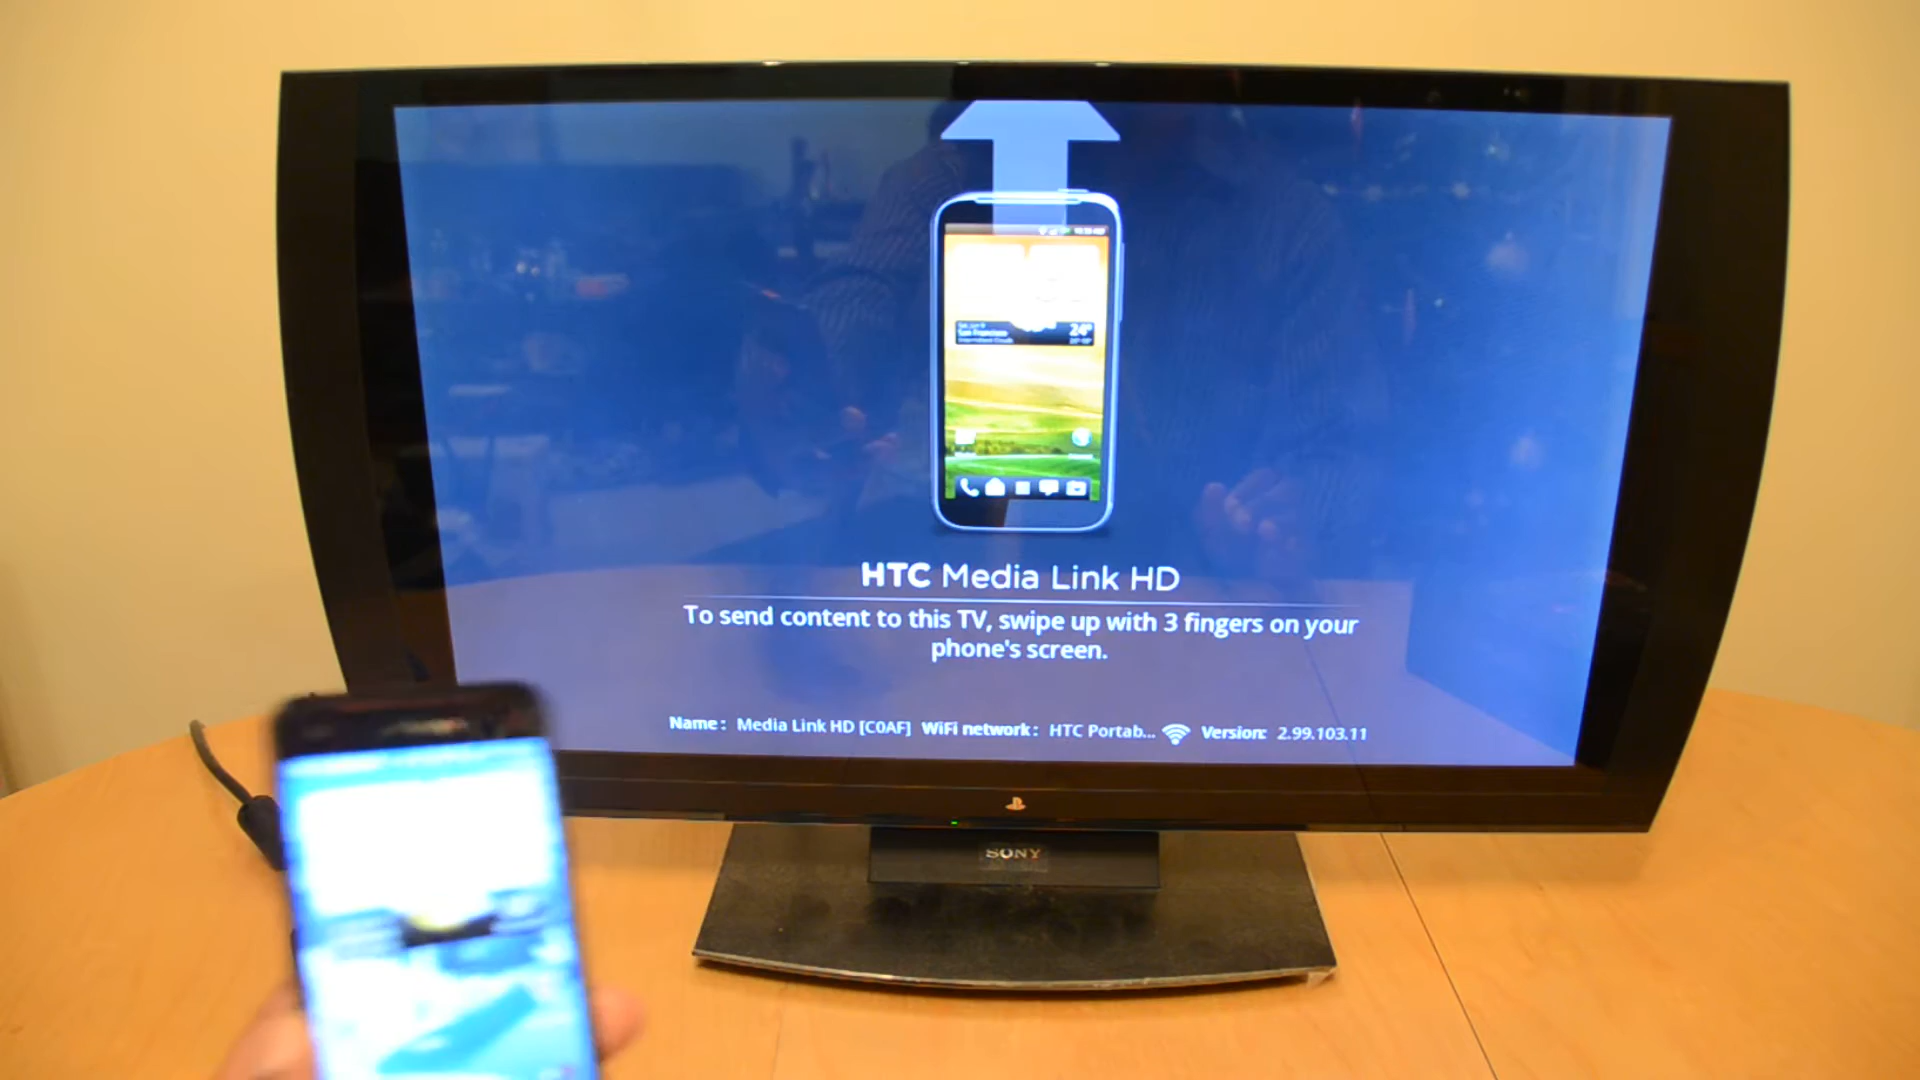 24°
HTC Media Link HD
To send content to this TV, swipe up with 3 fingers on your
phone's screen.
Name: Media Link HD [C0AF] WiFi network: HTC Portab... Version: 2.99.103.11
SONY